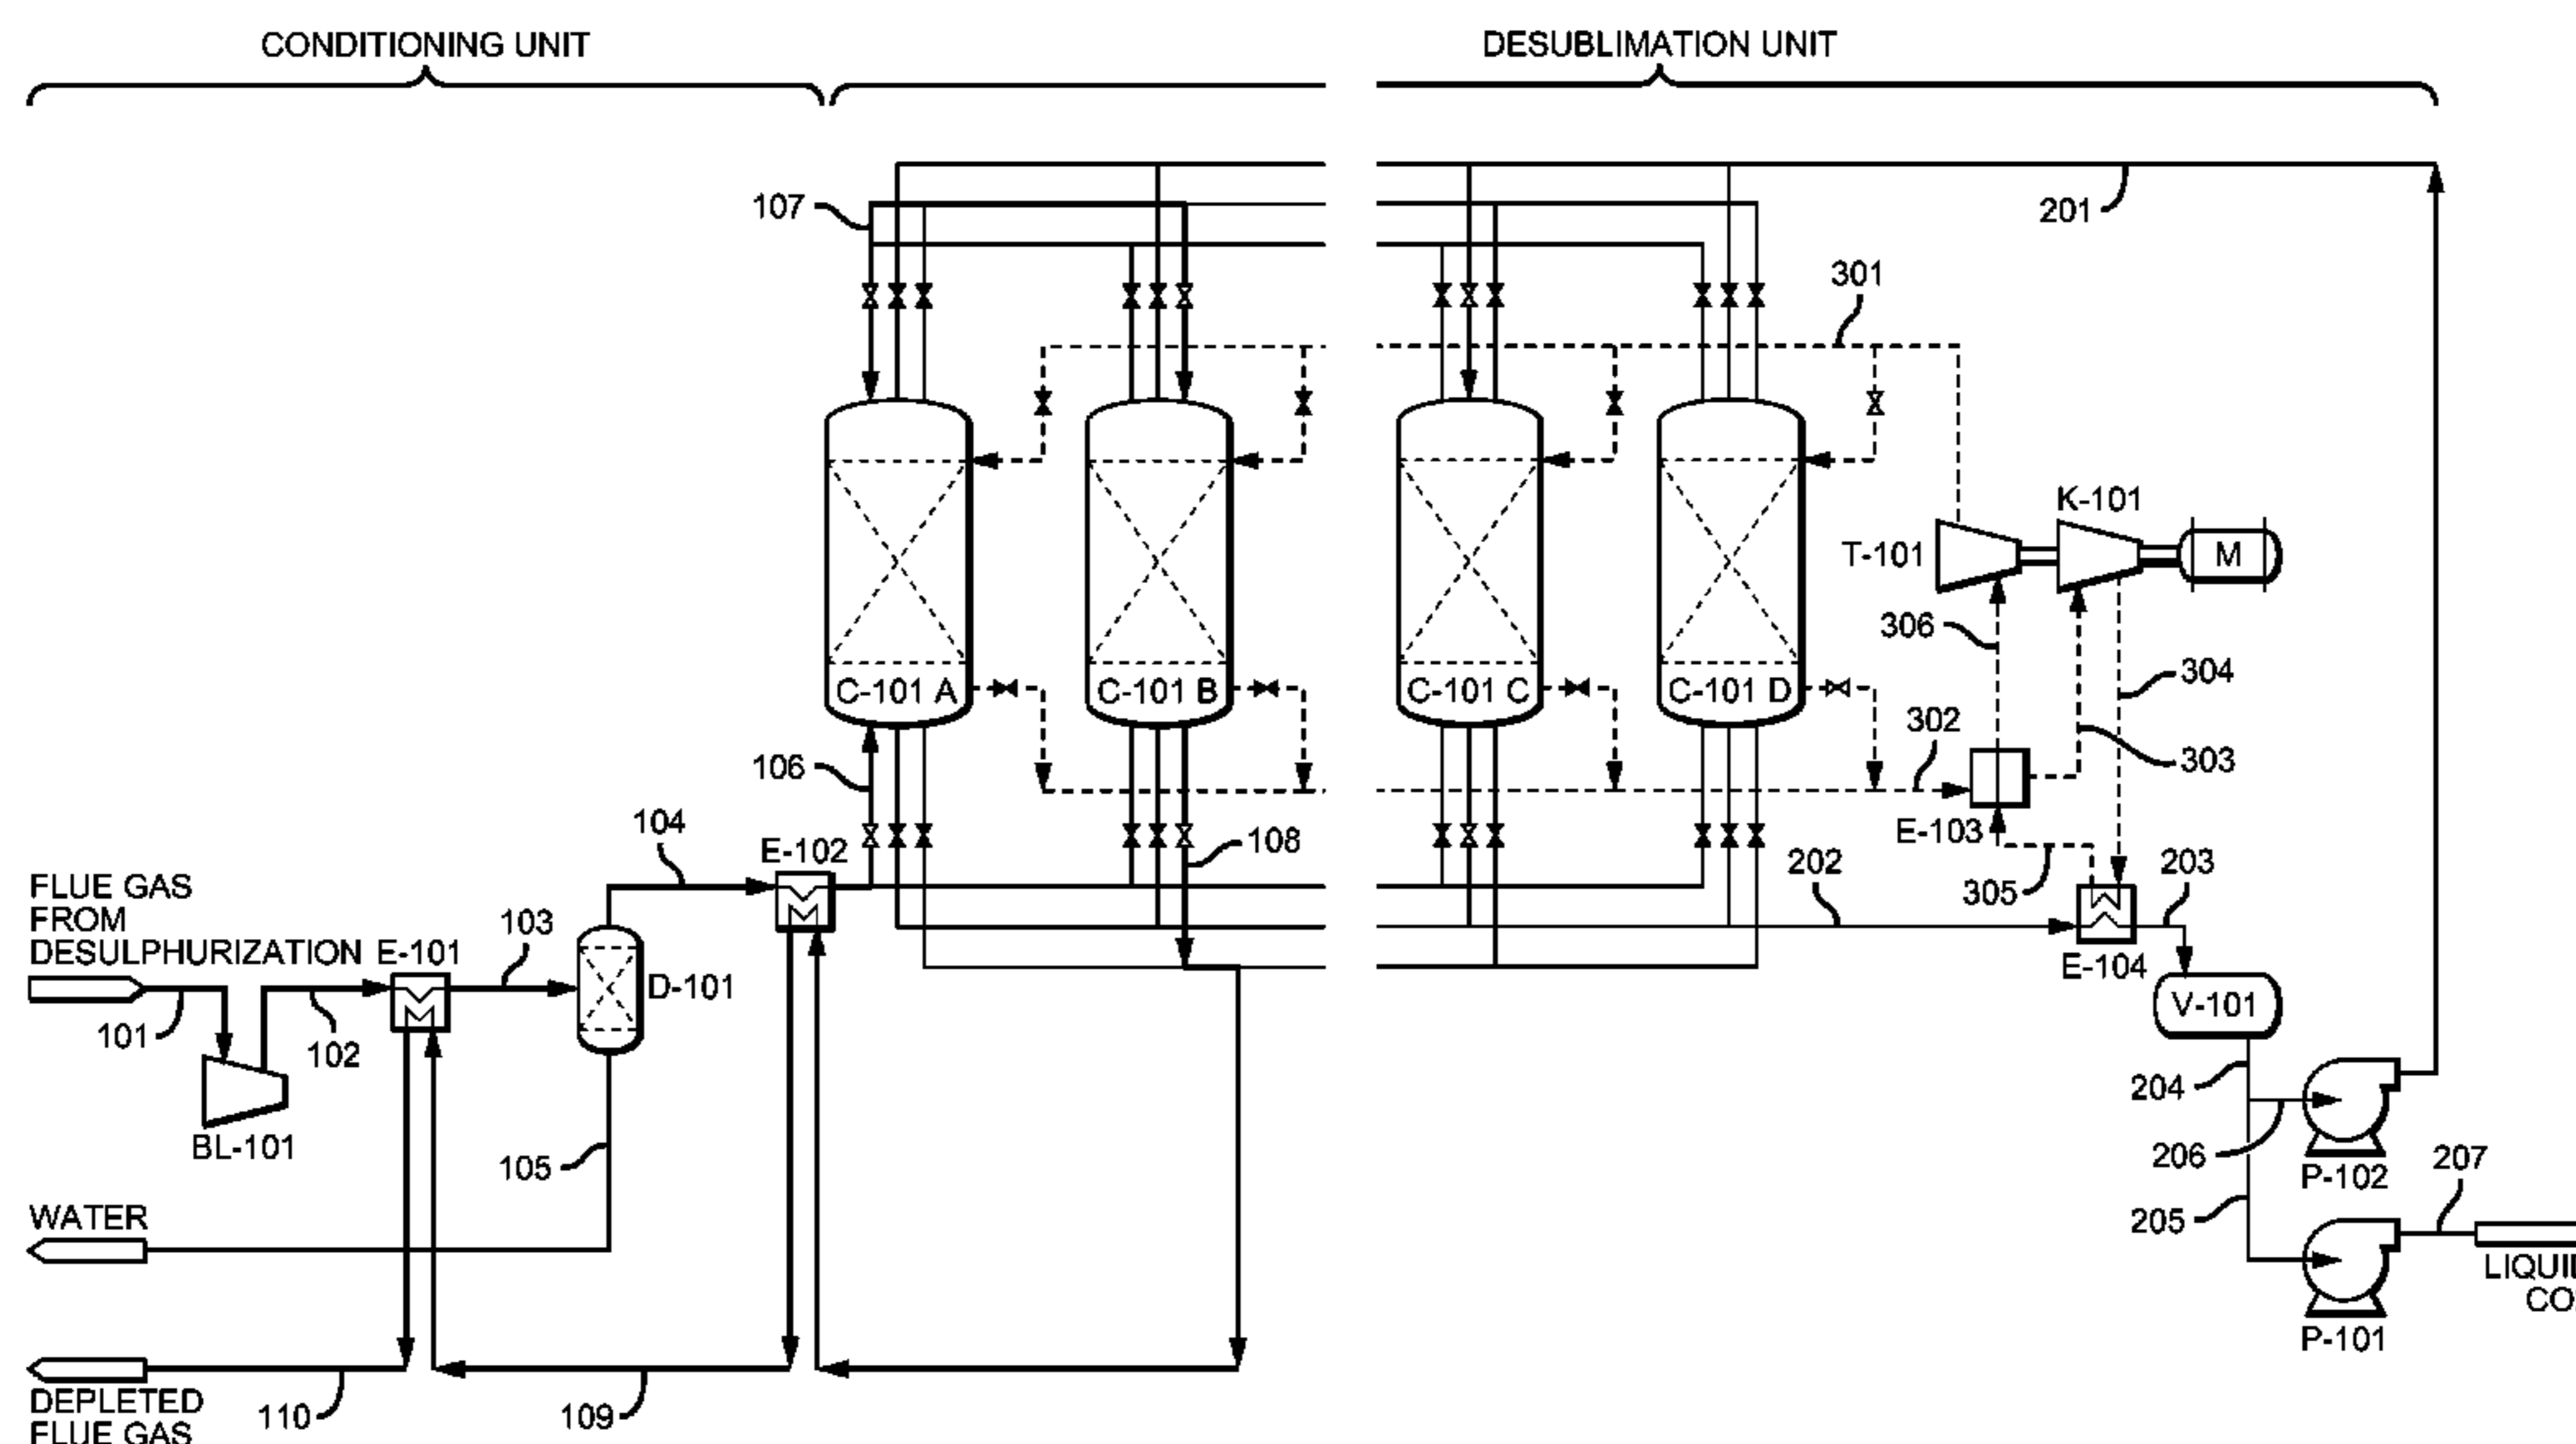 CONDITIONING UNIT
DESUBLIMATION UNIT
107
201
301
K-101
T-101
M
306
304
C-101 A
C-101 B
C-101 C
C-101 D
302
303
106
104
E-102
108
E-103
202
305
203
FLUE GAS
FROM
DESULPHURIZATION
E-101
103
D-101
E-104
V-101
101
102
204
BL-101
105
206
P-102
207
WATER
205
LIQUI
CO
P-101
DEPLETED
FLUE GAS
110
109